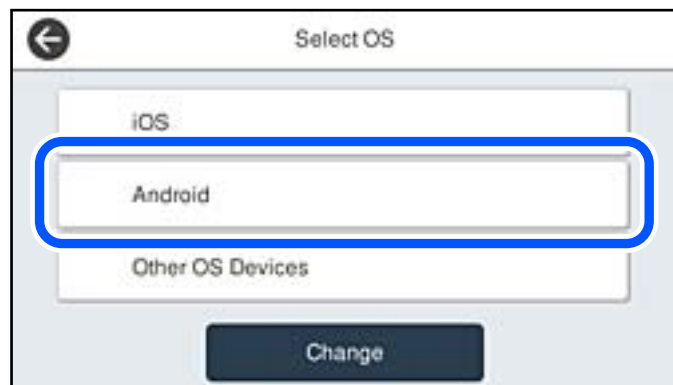 Select OS
iOS
Android
Other OS Devices
Change